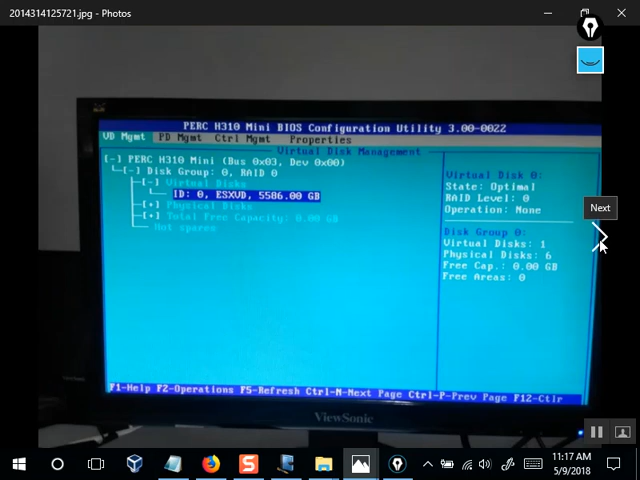 2014314125721.jpg - Photos
PERC H310 Mini BIOS Configuration Utility 3.00-0022
VD Mgmt PD Mgmt Ctrl Mgmt Properties
Virtual Disk Management
[-] PERC H310 Mini (Bus 0x03, Dev 0x00)
[-] Disk Group: 0, RAID 0
[-] Virtual Disks
ID: 0, ESXVD, 5586.00 GB
[+] Physical Disks
[+] Total Free Capacity: 0.00 GB
Hot spares
Virtual Disk 0:
State: Optimal
RAID Level: 0
Operation: None
Disk Group 0:
Virtual Disks: 1
Physical Disks: 6
Free Cap.: 0.00 GB
Free Areas: 0
Next
F1-Help F2-Operations F5-Refresh Ctrl-N-Next Page Ctrl-P-Prev Page F12-Ctlr
ViewSonic
11:17 AM
5/9/2018